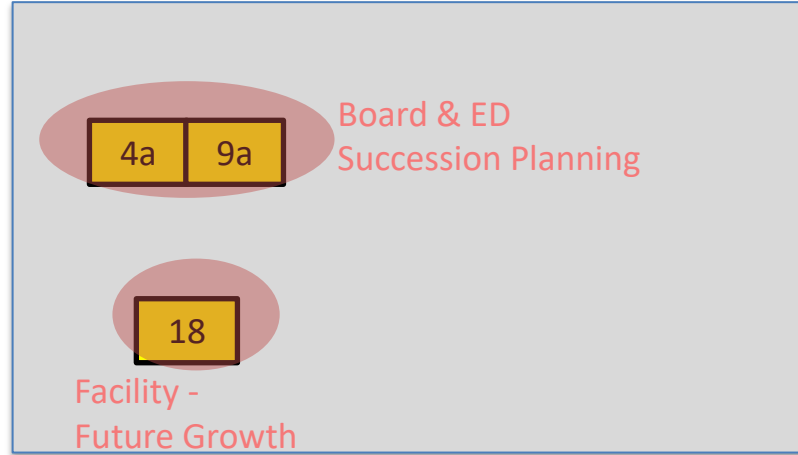 4a 9a
Board & ED
Succession Planning
18
Facility -
Future Growth